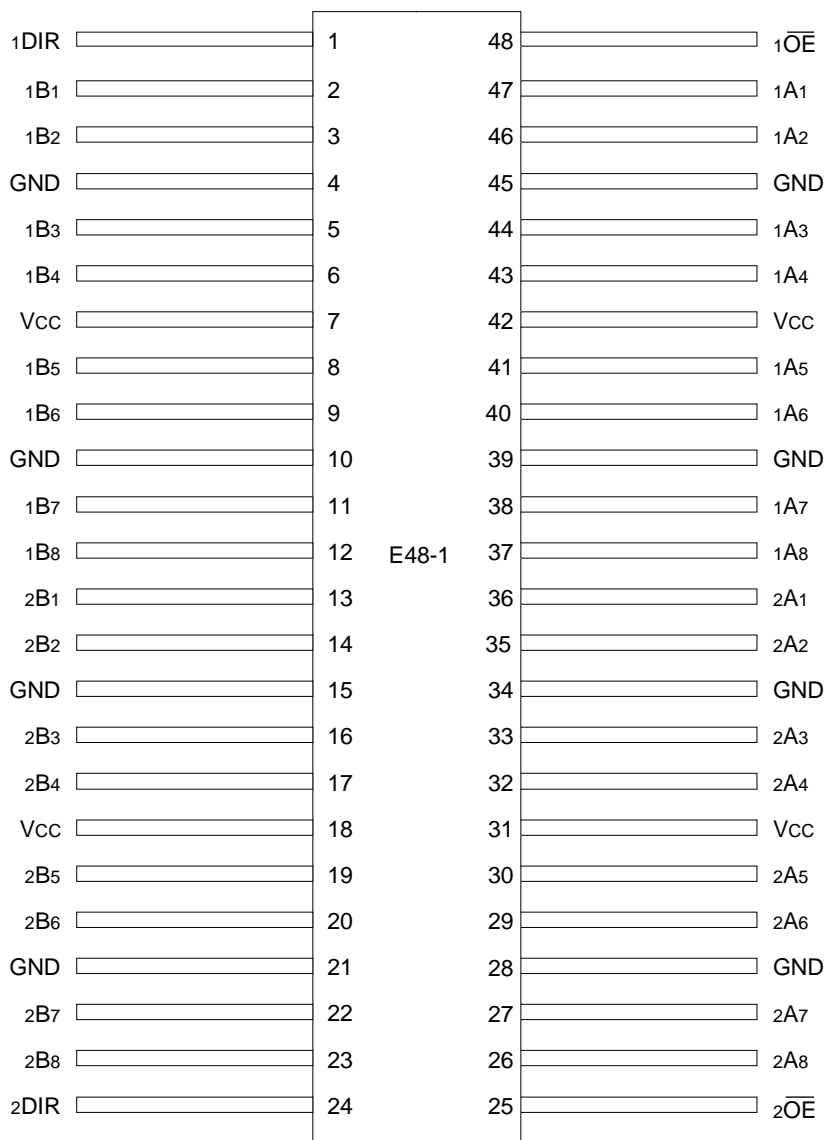 1DIR 1 48 1O̅E̅
1B1 2 47 1A1
1B2 3 46 1A2
GND 4 45 GND
1B3 5 44 1A3
1B4 6 43 1A4
VCC 7 42 VCC
1B5 8 41 1A5
1B6 9 40 1A6
GND 10 39 GND
1B7 11 38 1A7
1B8 12 E48-1 37 1A8
2B1 13 36 2A1
2B2 14 35 2A2
GND 15 34 GND
2B3 16 33 2A3
2B4 17 32 2A4
VCC 18 31 VCC
2B5 19 30 2A5
2B6 20 29 2A6
GND 21 28 GND
2B7 22 27 2A7
2B8 23 26 2A8
2DIR 24 25 2O̅E̅